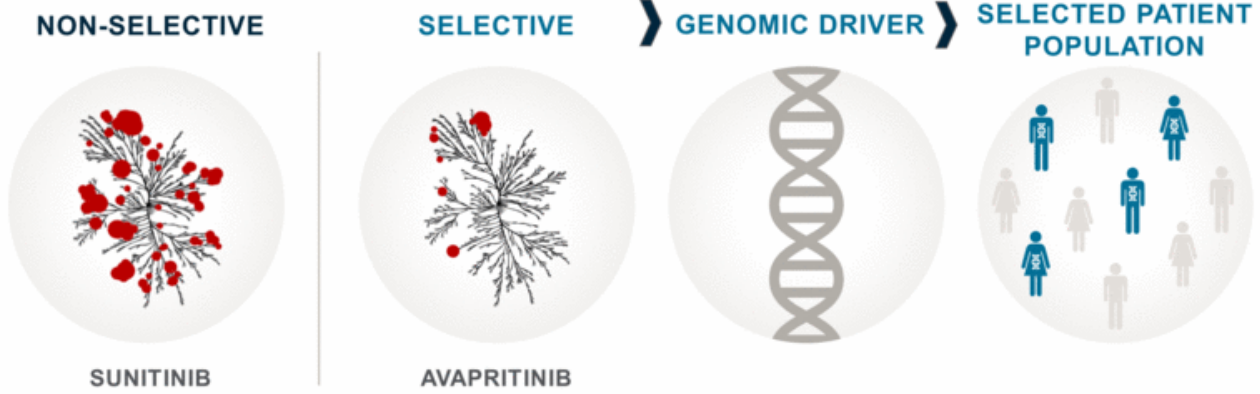 NON-SELECTIVE
SELECTIVE
GENOMIC DRIVER
SELECTED PATIENT
POPULATION
SUNITINIB
AVAPRITINIB